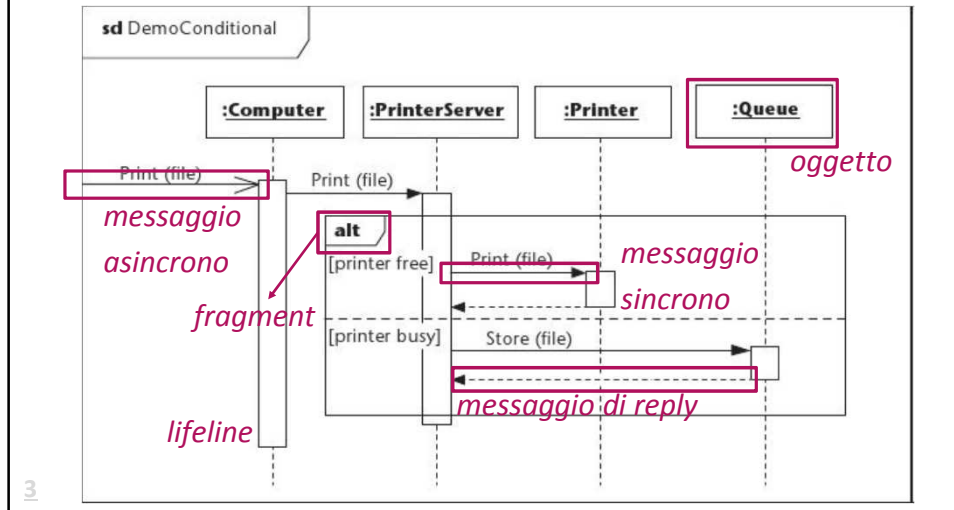 sd DemoConditional
:Computer
:PrinterServer
:Printer
:Queue
oggetto
Print (file)
Print (file)
messaggio
asincrono
alt
[printer free]
Print (file)
messaggio
sincrono
fragment
[printer busy]
Store (file)
messaggio di reply
lifeline
3